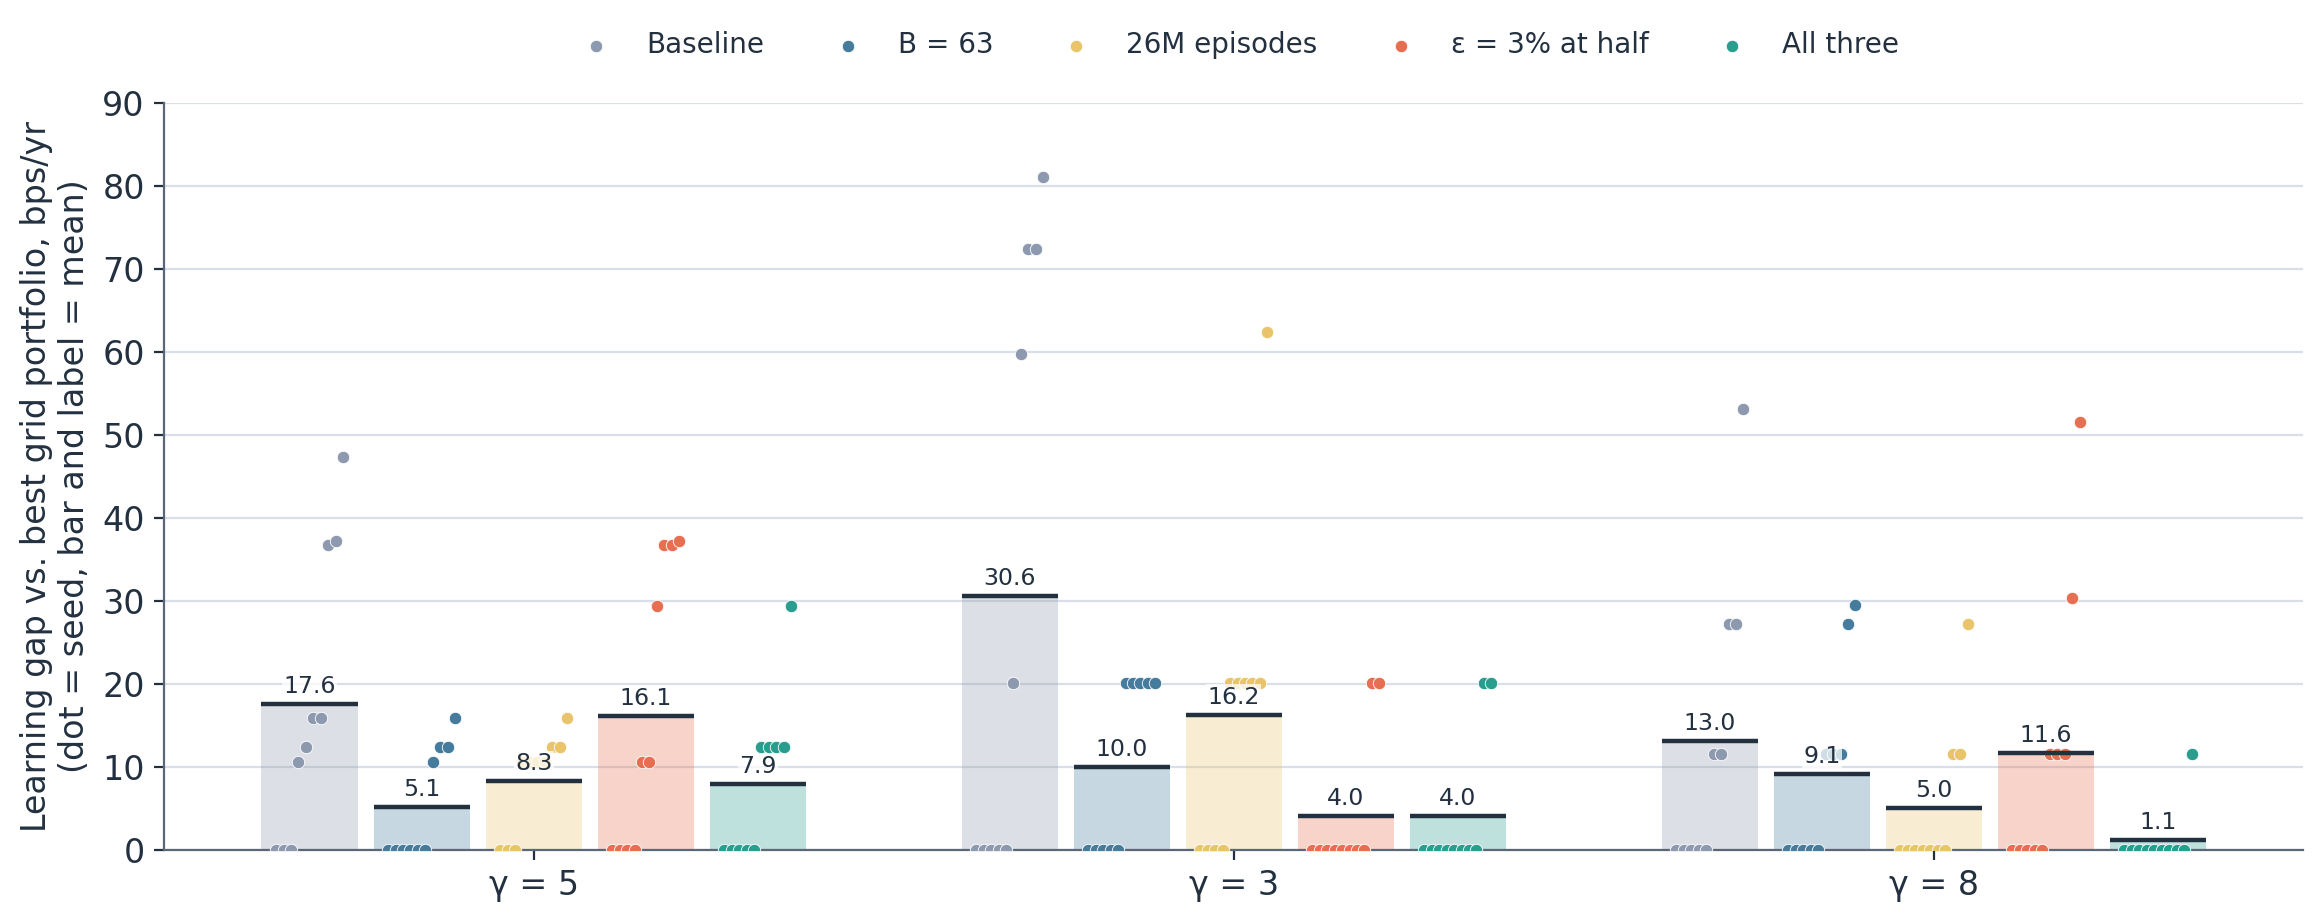 Baseline
B = 63
26M episodes
ε = 3% at half
All three
Learning gap vs. best grid portfolio, bps/yr
(dot = seed, bar and label = mean)
90
80
70
60
50
40
30
20
10
0
17.6
5.1
8.3
16.1
7.9
30.6
10.0
16.2
4.0
4.0
13.0
9.1
5.0
11.6
1.1
γ = 5
γ = 3
γ = 8